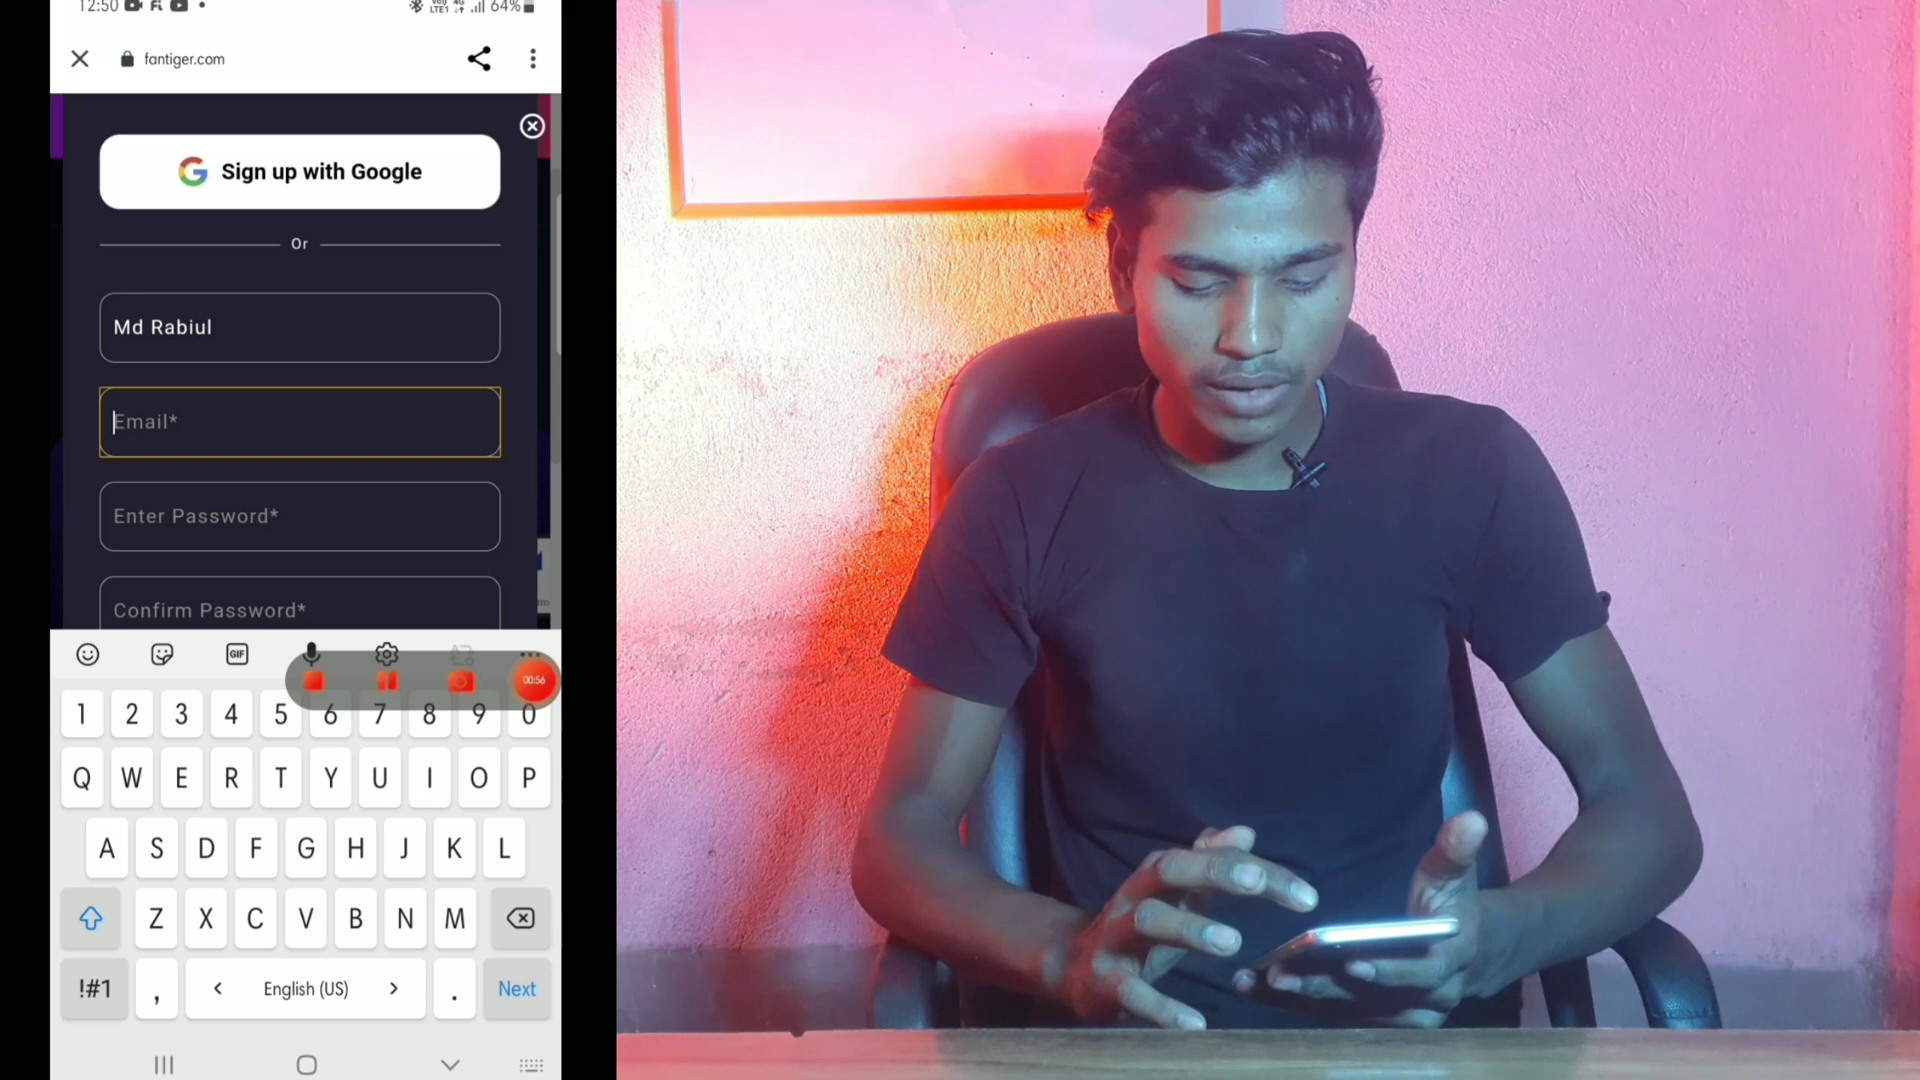 12:50
64%
fantiger.com
Sign up with Google
Or
Md Rabiul
Email*
Enter Password*
Confirm Password*
GIF
00:56
1 2 3 4 5 6 7 8 9 0
Q W E R T Y U I O P
A S D F G H J K L
Z X C V B N M
!#1 , < English (US) > . Next